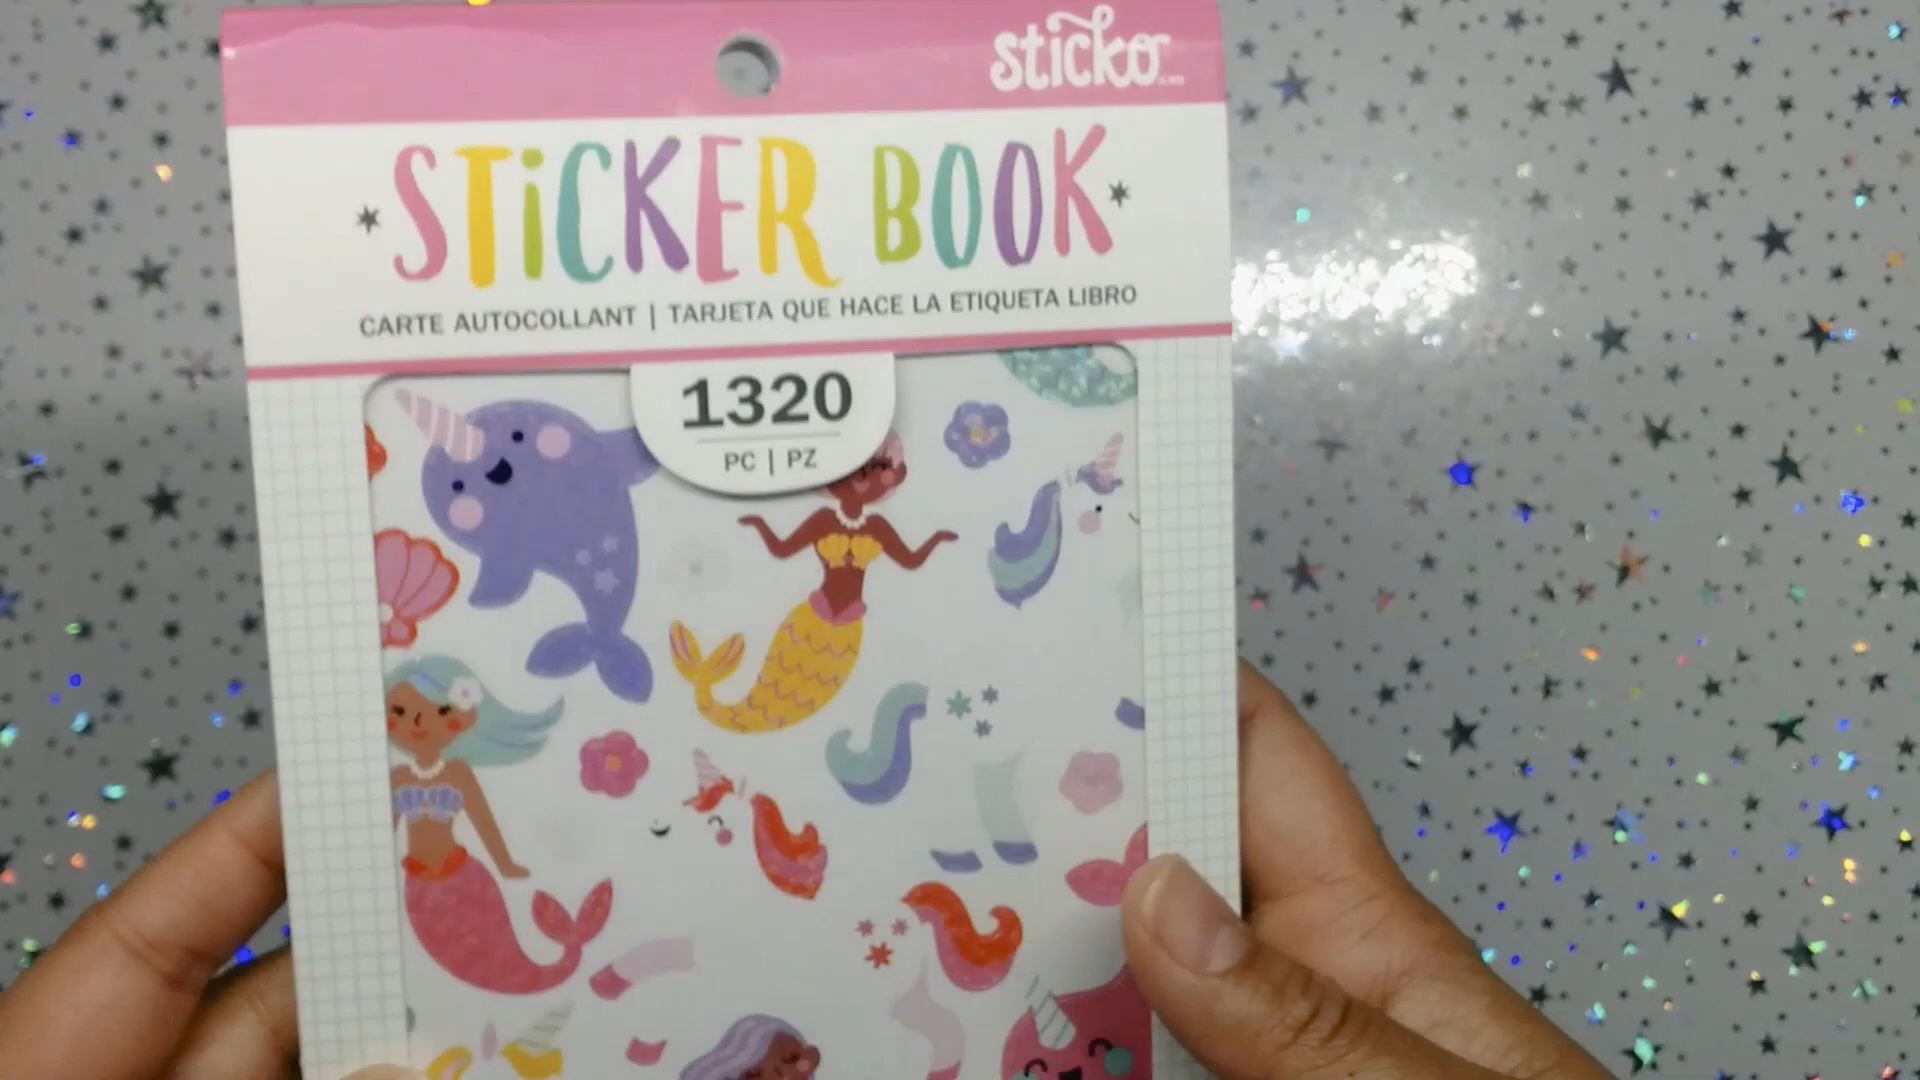 sticko
STiCKER BOOK
CARTE AUTOCOLLANT | TARJETA QUE HACE LA ETIQUETA LIBRO
1320
PC | PZ